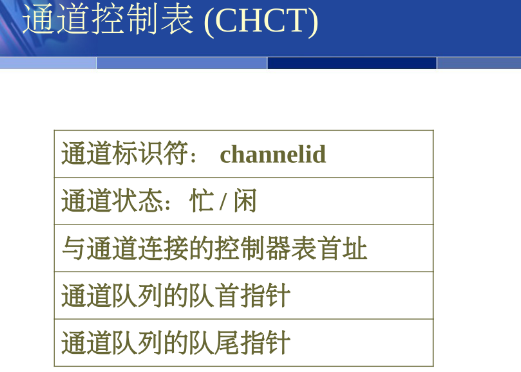 通道控制表 (CHCT)
通道标识符： channelid
通道状态：忙 / 闲
与通道连接的控制器表首址
通道队列的队首指针
通道队列的队尾指针